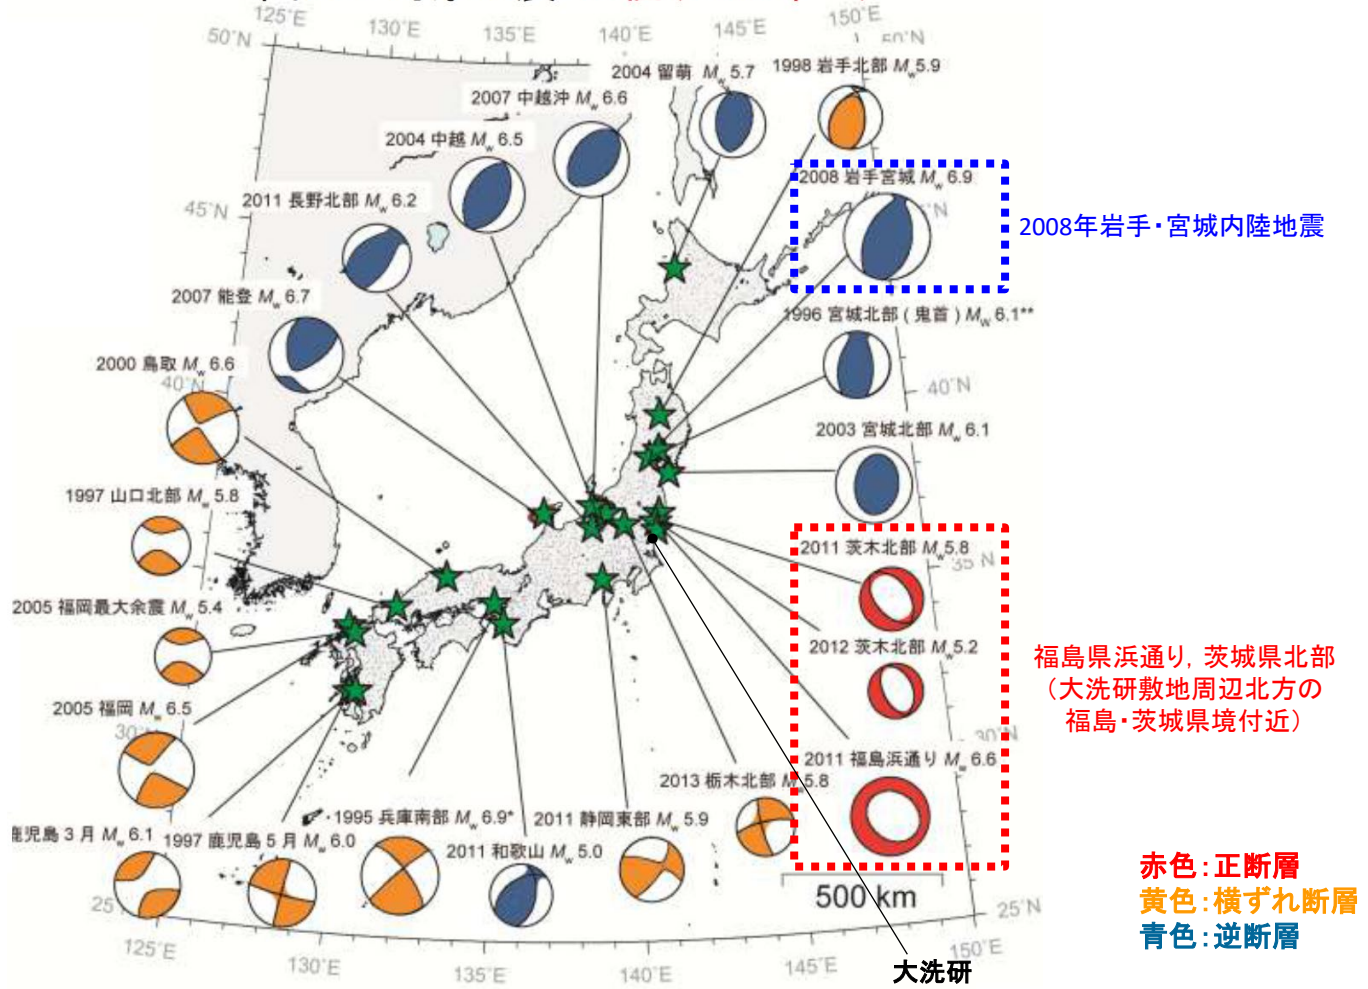 125°E
130°E
135°E
140°E
145°E
150°E
50°N
50°N
2004 留萌 Mw 5.7
1998 岩手北部 Mw 5.9
2007 中越沖 Mw 6.6
2004 中越 Mw 6.5
2008 岩手宮城 Mw 6.9
2011 長野北部 Mw 6.2
45°N
2008年岩手・宮城内陸地震
2007 能登 Mw 6.7
1996 宮城北部 ( 鬼首 ) Mw 6.1**
2000 鳥取 Mw 6.6
40°N
40°N
2003 宮城北部 Mw 6.1
1997 山口北部 Mw 5.8
2011 茨木北部 Mw 5.8
35°N
2005 福岡最大余震 Mw 5.4
2012 茨木北部 Mw 5.2
福島県浜通り, 茨城県北部
(大洗研敷地周辺北方の
福島・茨城県境付近)
2005 福岡 Mw 6.5
30°N
30°N
2011 福島浜通り Mw 6.6
2013 栃木北部 Mw 5.8
鹿児島 3 月 Mw 6.1
1997 鹿児島 5 月 Mw 6.0
1995 兵庫南部 Mw 6.9*
2011 静岡東部 Mw 5.9
2011 和歌山 Mw 5.0
赤色:正断層
黄色:横ずれ断層
青色:逆断層
500 km
25°N
25°N
125°E
130°E
135°E
140°E
145°E
150°E
大洗研